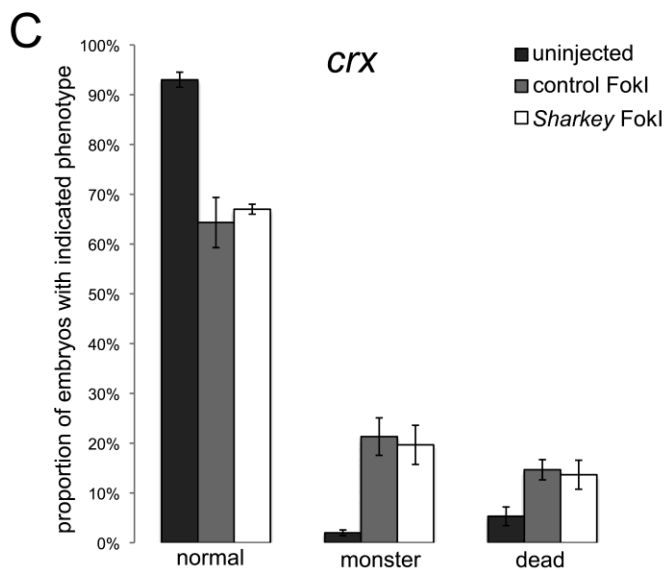 C
crx
uninjected
control FokI
Sharkey FokI
proportion of embryos with indicated phenotype
100%
90%
80%
70%
60%
50%
40%
30%
20%
10%
0%
normal monster dead